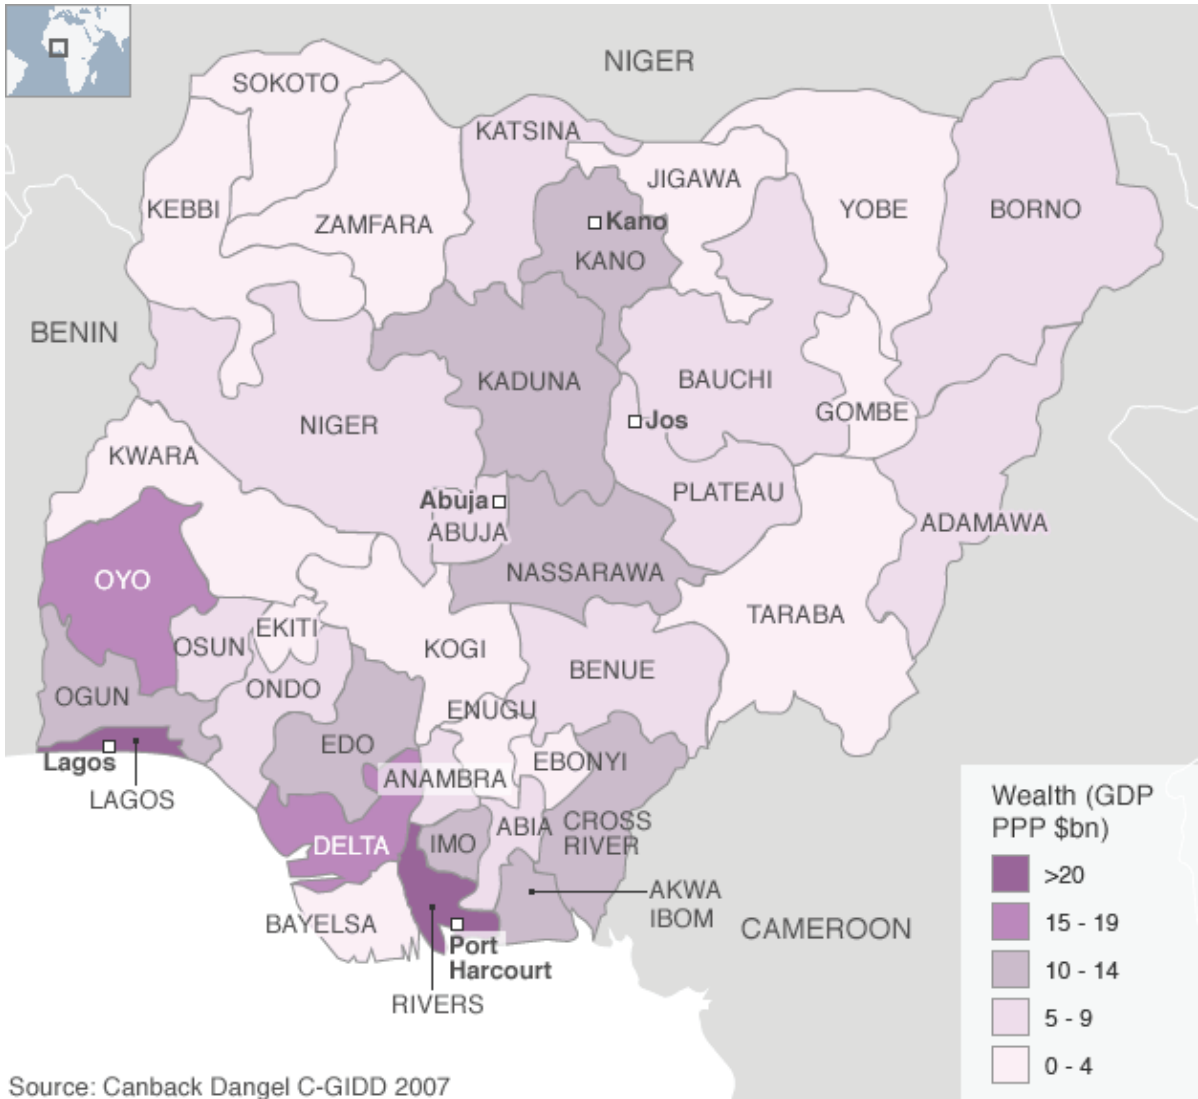 NIGER
SOKOTO
KATSINA
JIGAWA
KEBBI
ZAMFARA
YOBE
BORNO
Kano
KANO
BENIN
KADUNA
BAUCHI
NIGER
GOMBE
Jos
KWARA
PLATEAU
Abuja
ABUJA
ADAMAWA
OYO
NASSARAWA
TARABA
EKITI
OSUN
KOGI
BENUE
ONDO
OGUN
ENUGU
EDO
EBONYI
Lagos
ANAMBRA
LAGOS
ABIA
CROSS
RIVER
DELTA
IMO
AKWA
IBOM
BAYELSA
CAMEROON
Port
Harcourt
RIVERS
Wealth (GDP
PPP $bn)
>20
15 - 19
10 - 14
5 - 9
0 - 4
Source: Canback Dangel C-GIDD 2007